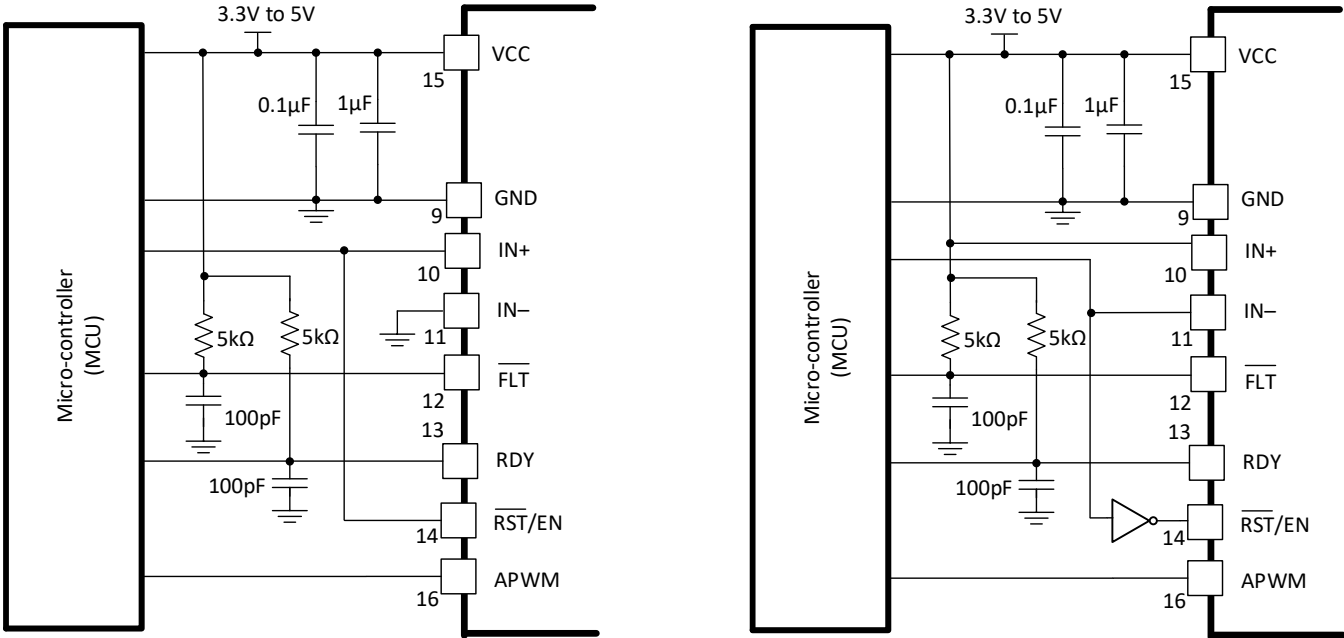 3.3V to 5V
VCC
15
0.1µF
1µF
GND
9
IN+
10
IN–
11
5kΩ
5kΩ
FLT
12
100pF
13
RDY
100pF
RST/EN
14
APWM
16
Micro-controller
(MCU)
3.3V to 5V
VCC
15
0.1µF
1µF
GND
9
IN+
10
IN–
11
5kΩ
5kΩ
FLT
12
100pF
13
RDY
100pF
RST/EN
14
APWM
16
Micro-controller
(MCU)